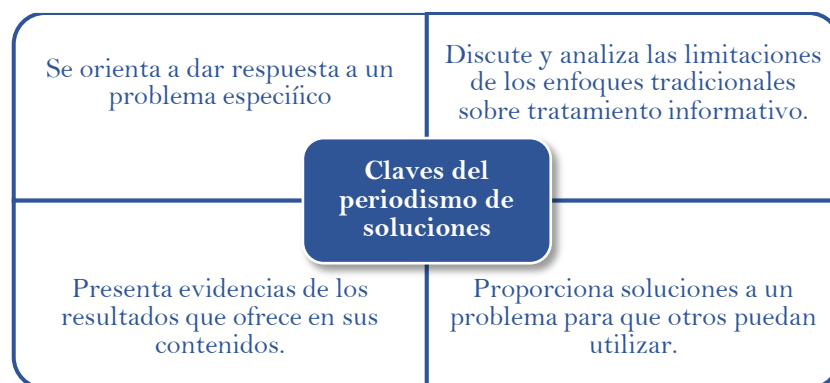 Se orienta a dar respuesta a un
problema especiíico
Discute y analiza las limitaciones
de los enfoques tradicionales
sobre tratamiento informativo.
Claves del
periodismo de
soluciones
Presenta evidencias de los
resultados que ofrece en sus
contenidos.
Proporciona soluciones a un
problema para que otros puedan
utilizar.